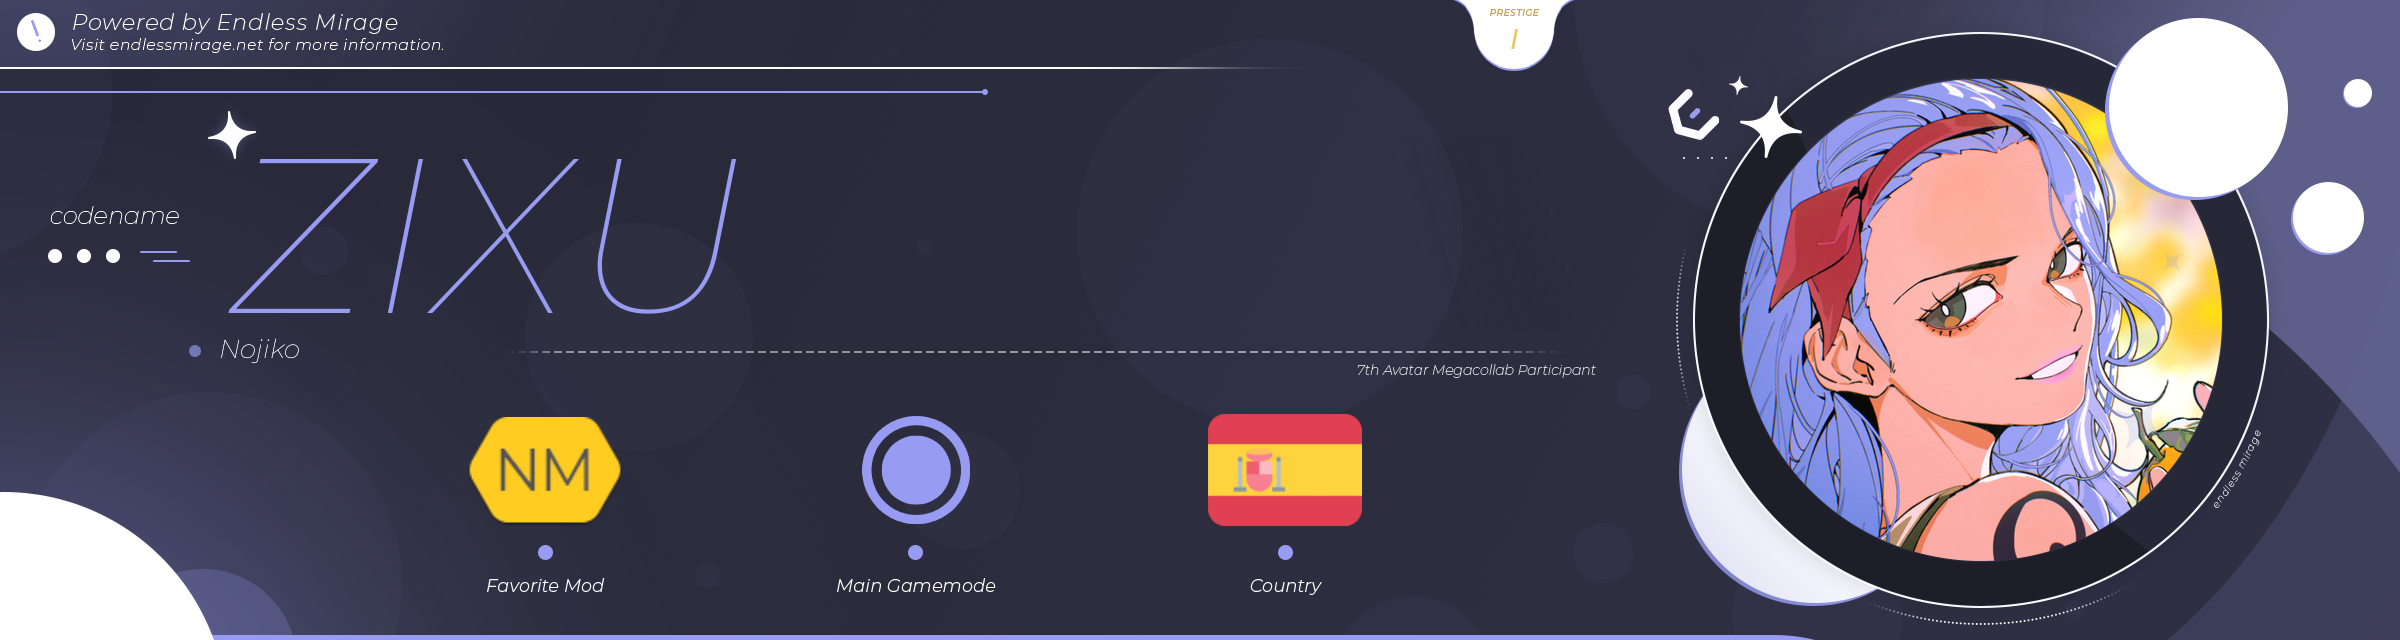 Powered by Endless Mirage
Visit endlessmirage.net for more information.
PRESTIGE
I
codename
ZIXU
Nojiko
7th Avatar Megacollab Participant
NM
Favorite Mod
Main Gamemode
Country
endless mirage